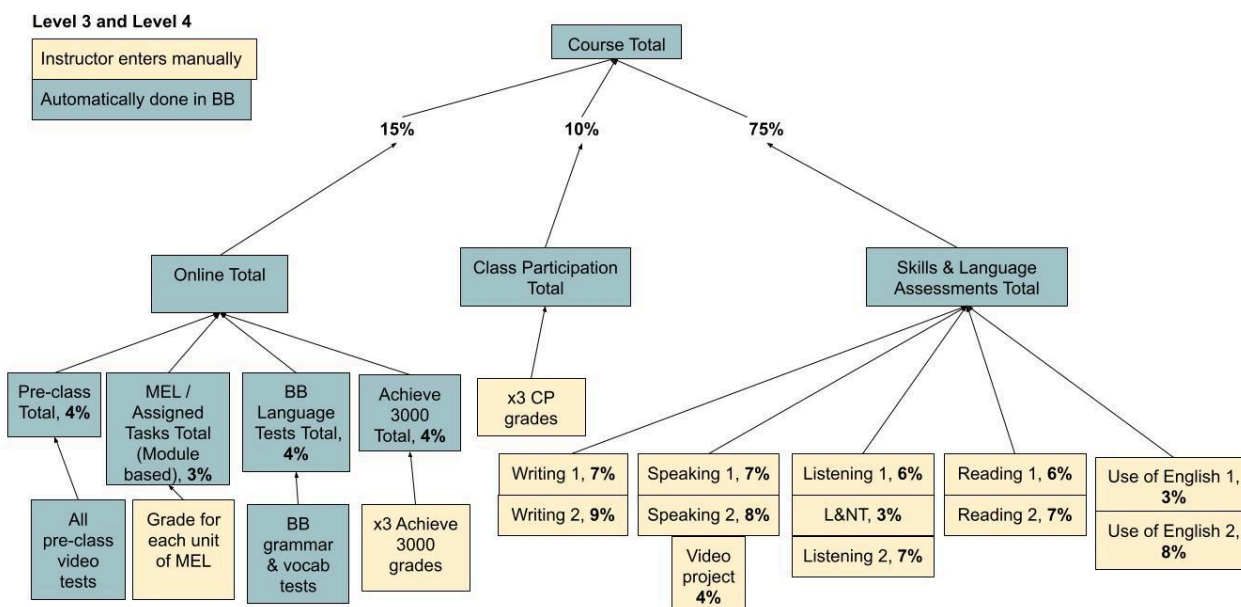 Level 3 and Level 4
Instructor enters manually
Automatically done in BB
Course Total
15%
10%
75%
Online Total
Class Participation
Total
Skills & Language
Assessments Total
Pre-class
Total, 4%
MEL /
Assigned
Tasks Total
(Module
based), 3%
BB
Language
Tests Total,
4%
Achieve
3000
Total, 4%
x3 CP
grades
All
pre-class
video
tests
Grade for
each unit
of MEL
BB
grammar
& vocab
tests
x3 Achieve
3000
grades
Writing 1, 7%
Writing 2, 9%
Speaking 1, 7%
Speaking 2, 8%
Video
project
4%
Listening 1, 6%
L&NT, 3%
Listening 2, 7%
Reading 1, 6%
Reading 2, 7%
Use of English 1,
3%
Use of English 2,
8%